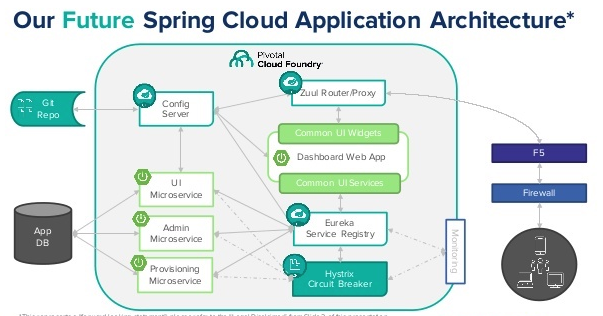 Our Future Spring Cloud Application Architecture*
Pivotal
Cloud Foundry
Git
Repo
Config
Server
Zuul Router/Proxy
Common UI Widgets
Dashboard Web App
Common UI Services
F5
Firewall
UI
Microservice
App
DB
Admin
Microservice
Eureka
Service Registry
Monitoring
Provisioning
Microservice
Hystrix
Circuit Breaker